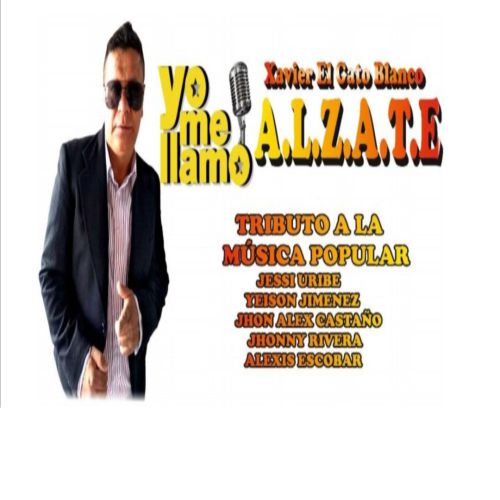 yo
me
llamo
Xavier El Gato Blanco
A.L.Z.A.T.E
TRIBUTO A LA
MÚSICA POPULAR
JESSI URIBE
YEISON JIMENEZ
JHON ALEX CASTAÑO
JHONNY RIVERA
ALEXIS ESCOBAR